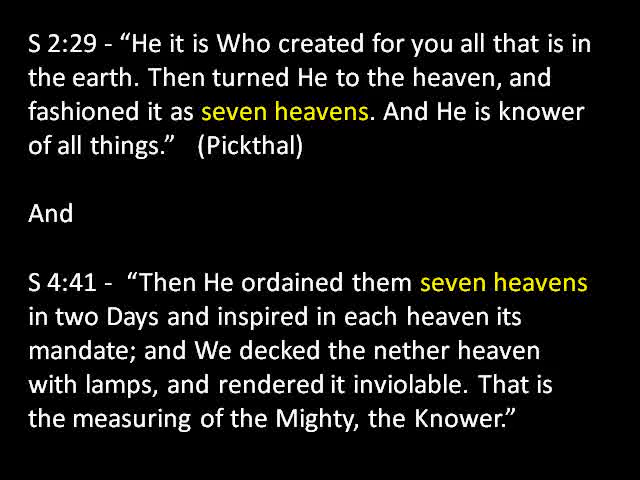 S 2:29 - “He it is Who created for you all that is in
the earth. Then turned He to the heaven, and
fashioned it as seven heavens. And He is knower
of all things.” (Pickthal)
And
S 4:41 - “Then He ordained them seven heavens
in two Days and inspired in each heaven its
mandate; and We decked the nether heaven
with lamps, and rendered it inviolable. That is
the measuring of the Mighty, the Knower.”